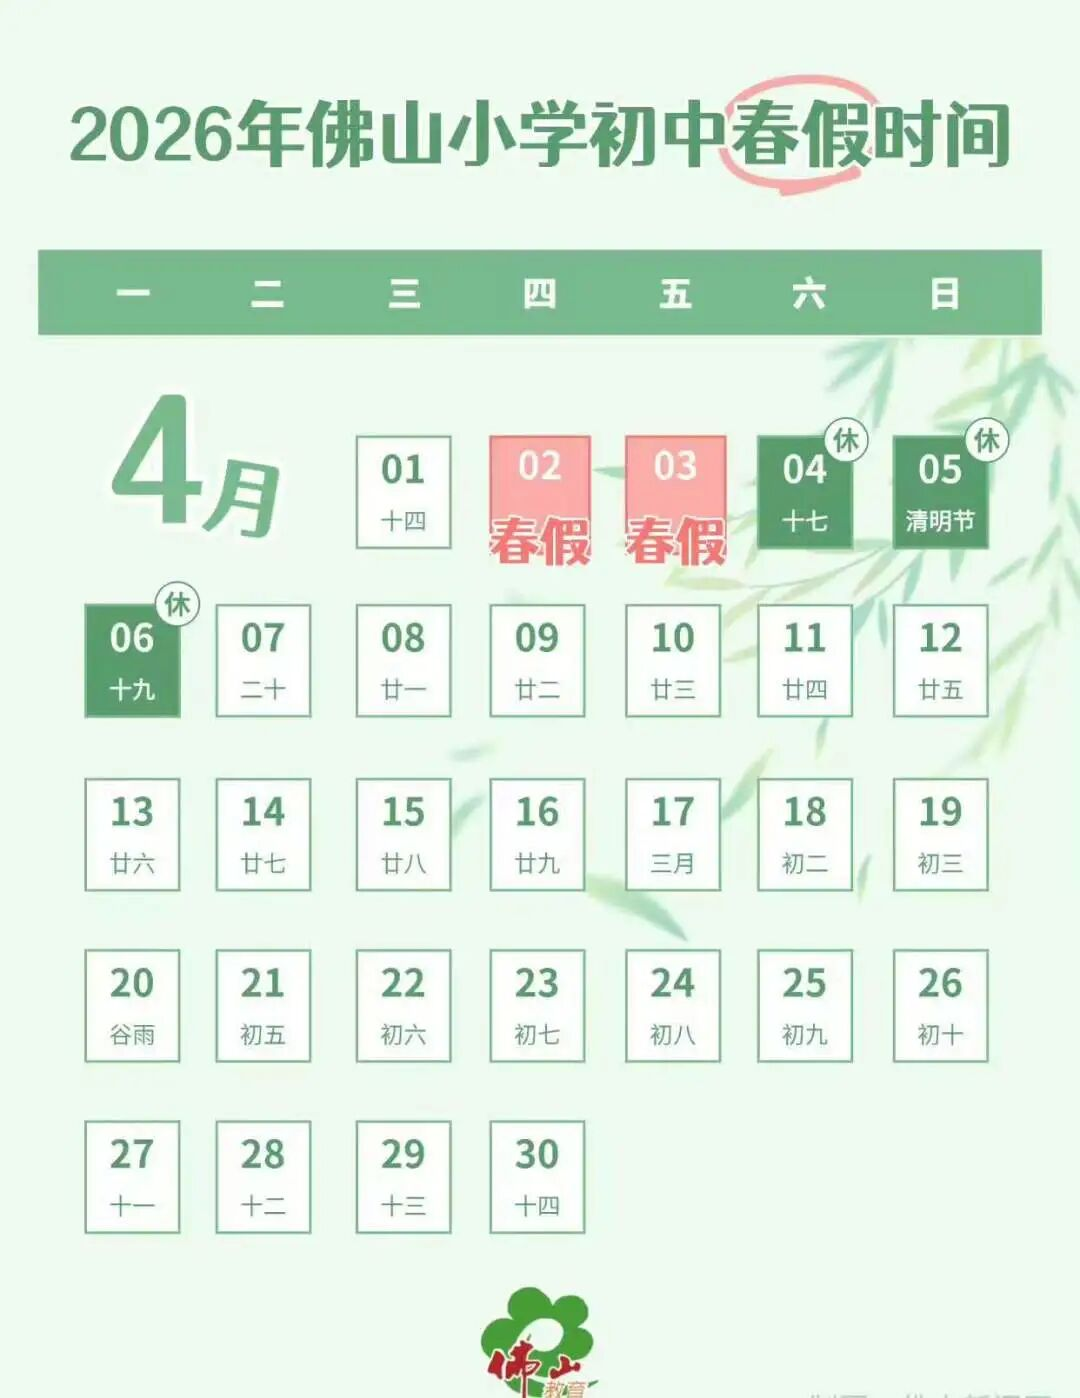 2026年佛山小学初中春假时间
一 二 三 四 五 六 日
4月
01 02 03 04 休 05 休
十四 春假 春假 十七 清明节
06 休 07 08 09 10 11 12
十九 二十 廿一 廿二 廿三 廿四 廿五
13 14 15 16 17 18 19
廿六 廿七 廿八 廿九 三月 初二 初三
20 21 22 23 24 25 26
谷雨 初五 初六 初七 初八 初九 初十
27 28 29 30
十一 十二 十三 十四
佛山
教育